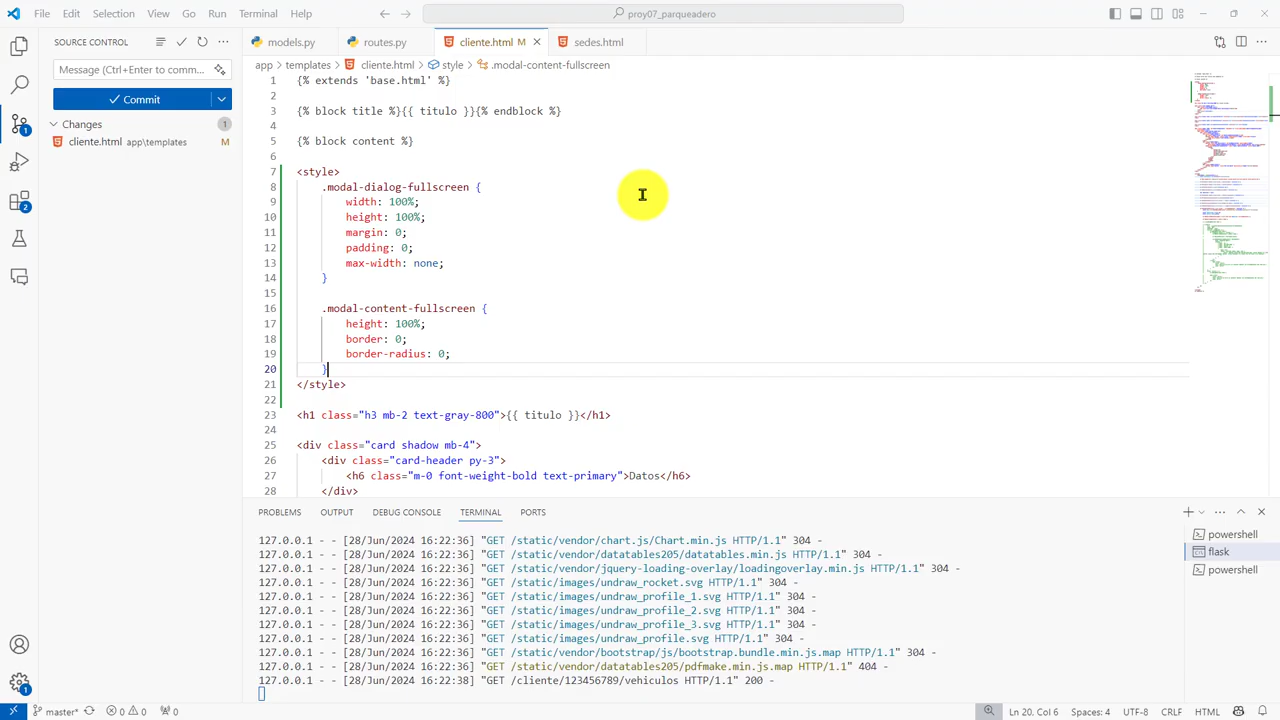 File Edit Selection View Go Run Terminal Help
proy07_parqueadero
SOURCE CONTROL
models.py
routes.py
cliente.html M
sedes.html
Message (Ctrl+Enter to comm...
Commit
Changes
cliente.html app\templates M
app > templates > cliente.html > style > .modal-content-fullscreen
1 {% extends 'base.html' %}
2
3 {% block title %}{{ titulo }}{% endblock %}
4
5 {% block
6
7 <style>
8 .modal-dialog-fullscreen {
9 width: 100%;
10 height: 100%;
11 margin: 0;
12 padding: 0;
13 max-width: none;
14 }
15
16 .modal-content-fullscreen {
17 height: 100%;
18 border: 0;
19 border-radius: 0;
20 }
21 </style>
22
23 <h1 class="h3 mb-2 text-gray-800">{{ titulo }}</h1>
24
25 <div class="card shadow mb-4">
26 <div class="card-header py-3">
27 <h6 class="m-0 font-weight-bold text-primary">Datos</h6>
28 </div>
PROBLEMS OUTPUT DEBUG CONSOLE TERMINAL PORTS
127.0.0.1 - - [28/Jun/2024 16:22:36] "GET /static/vendor/chart.js/Chart.min.js HTTP/1.1" 304 -
127.0.0.1 - - [28/Jun/2024 16:22:36] "GET /static/vendor/datatables205/datatables.min.js HTTP/1.1" 304 -
127.0.0.1 - - [28/Jun/2024 16:22:36] "GET /static/vendor/jquery-loading-overlay/loadingoverlay.min.js HTTP/1.1" 304 -
127.0.0.1 - - [28/Jun/2024 16:22:36] "GET /static/images/undraw_rocket.svg HTTP/1.1" 304 -
127.0.0.1 - - [28/Jun/2024 16:22:36] "GET /static/images/undraw_profile_1.svg HTTP/1.1" 304 -
127.0.0.1 - - [28/Jun/2024 16:22:36] "GET /static/images/undraw_profile_2.svg HTTP/1.1" 304 -
127.0.0.1 - - [28/Jun/2024 16:22:36] "GET /static/images/undraw_profile_3.svg HTTP/1.1" 304 -
127.0.0.1 - - [28/Jun/2024 16:22:36] "GET /static/images/undraw_profile.svg HTTP/1.1" 304 -
127.0.0.1 - - [28/Jun/2024 16:22:36] "GET /static/vendor/bootstrap/js/bootstrap.bundle.min.js.map HTTP/1.1" 304 -
127.0.0.1 - - [28/Jun/2024 16:22:36] "GET /static/vendor/datatables205/pdfmake.min.js.map HTTP/1.1" 404 -
127.0.0.1 - - [28/Jun/2024 16:22:38] "GET /cliente/123456789/vehiculos HTTP/1.1" 200 -
powershell
flask
powershell
master* 0 0 0
Ln 20, Col 6 Spaces: 4 UTF-8 CRLF HTML